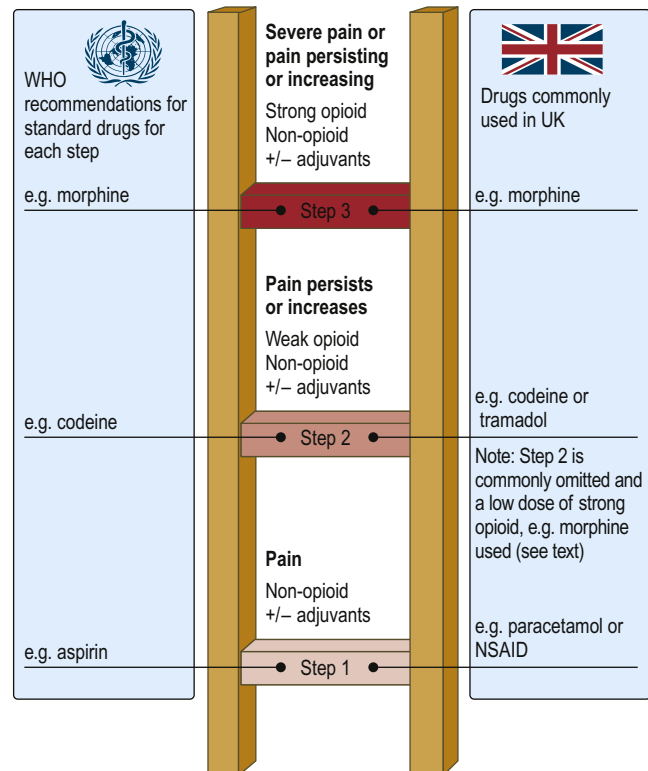 WHO
recommendations for
standard drugs for
each step
e.g. morphine
e.g. codeine
e.g. aspirin
Severe pain or
pain persisting
or increasing
Strong opioid
Non-opioid
+/– adjuvants
Step 3
Pain persists
or increases
Weak opioid
Non-opioid
+/– adjuvants
Step 2
Pain
Non-opioid
+/– adjuvants
Step 1
Drugs commonly
used in UK
e.g. morphine
e.g. codeine or
tramadol
Note: Step 2 is
commonly omitted and
a low dose of strong
opioid, e.g. morphine
used (see text)
e.g. paracetamol or
NSAID